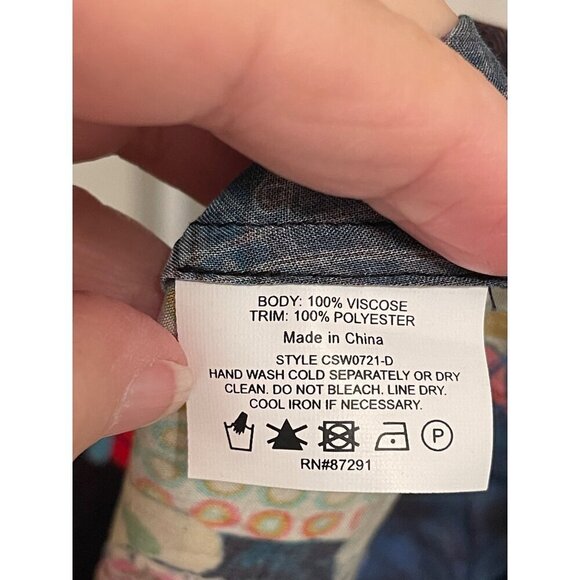 BODY: 100% VISCOSE
TRIM: 100% POLYESTER
Made in China
STYLE CSW0721-D
HAND WASH COLD SEPARATELY OR DRY
CLEAN. DO NOT BLEACH. LINE DRY.
COOL IRON IF NECESSARY.
P
RN#87291